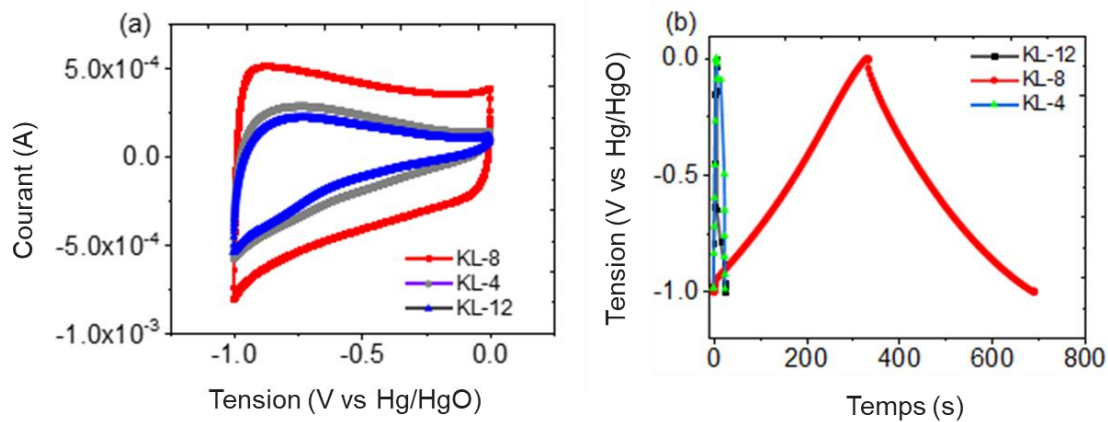 (a)
Courant (A)
5.0x10⁻⁴
0.0
-5.0x10⁻⁴
-1.0x10⁻³
-1.0
-0.5
0.0
KL-8
KL-4
KL-12
Tension (V vs Hg/HgO)
(b)
Tension (V vs Hg/HgO)
0.0
-0.5
-1.0
0
200
400
600
800
KL-12
KL-8
KL-4
Temps (s)